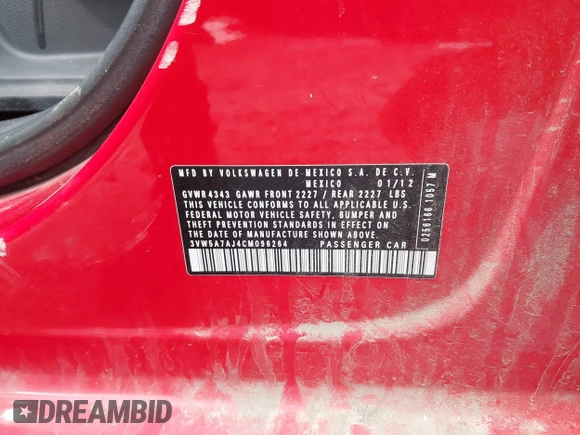 MFD BY VOLKSWAGEN DE MEXICO S.A. DE C.V.
MEXICO 01/12
GVWR 4343 GAWR FRONT 2227 / REAR 2227 LBS
THIS VEHICLE CONFORMS TO ALL APPLICABLE U.S.
FEDERAL MOTOR VEHICLE SAFETY, BUMPER AND
THEFT PREVENTION STANDARDS IN EFFECT ON
THE DATE OF MANUFACTURE SHOWN ABOVE.
3VW5A7AJ4CM096264 PASSENGER CAR
0256166 1057 M
DREAMBID